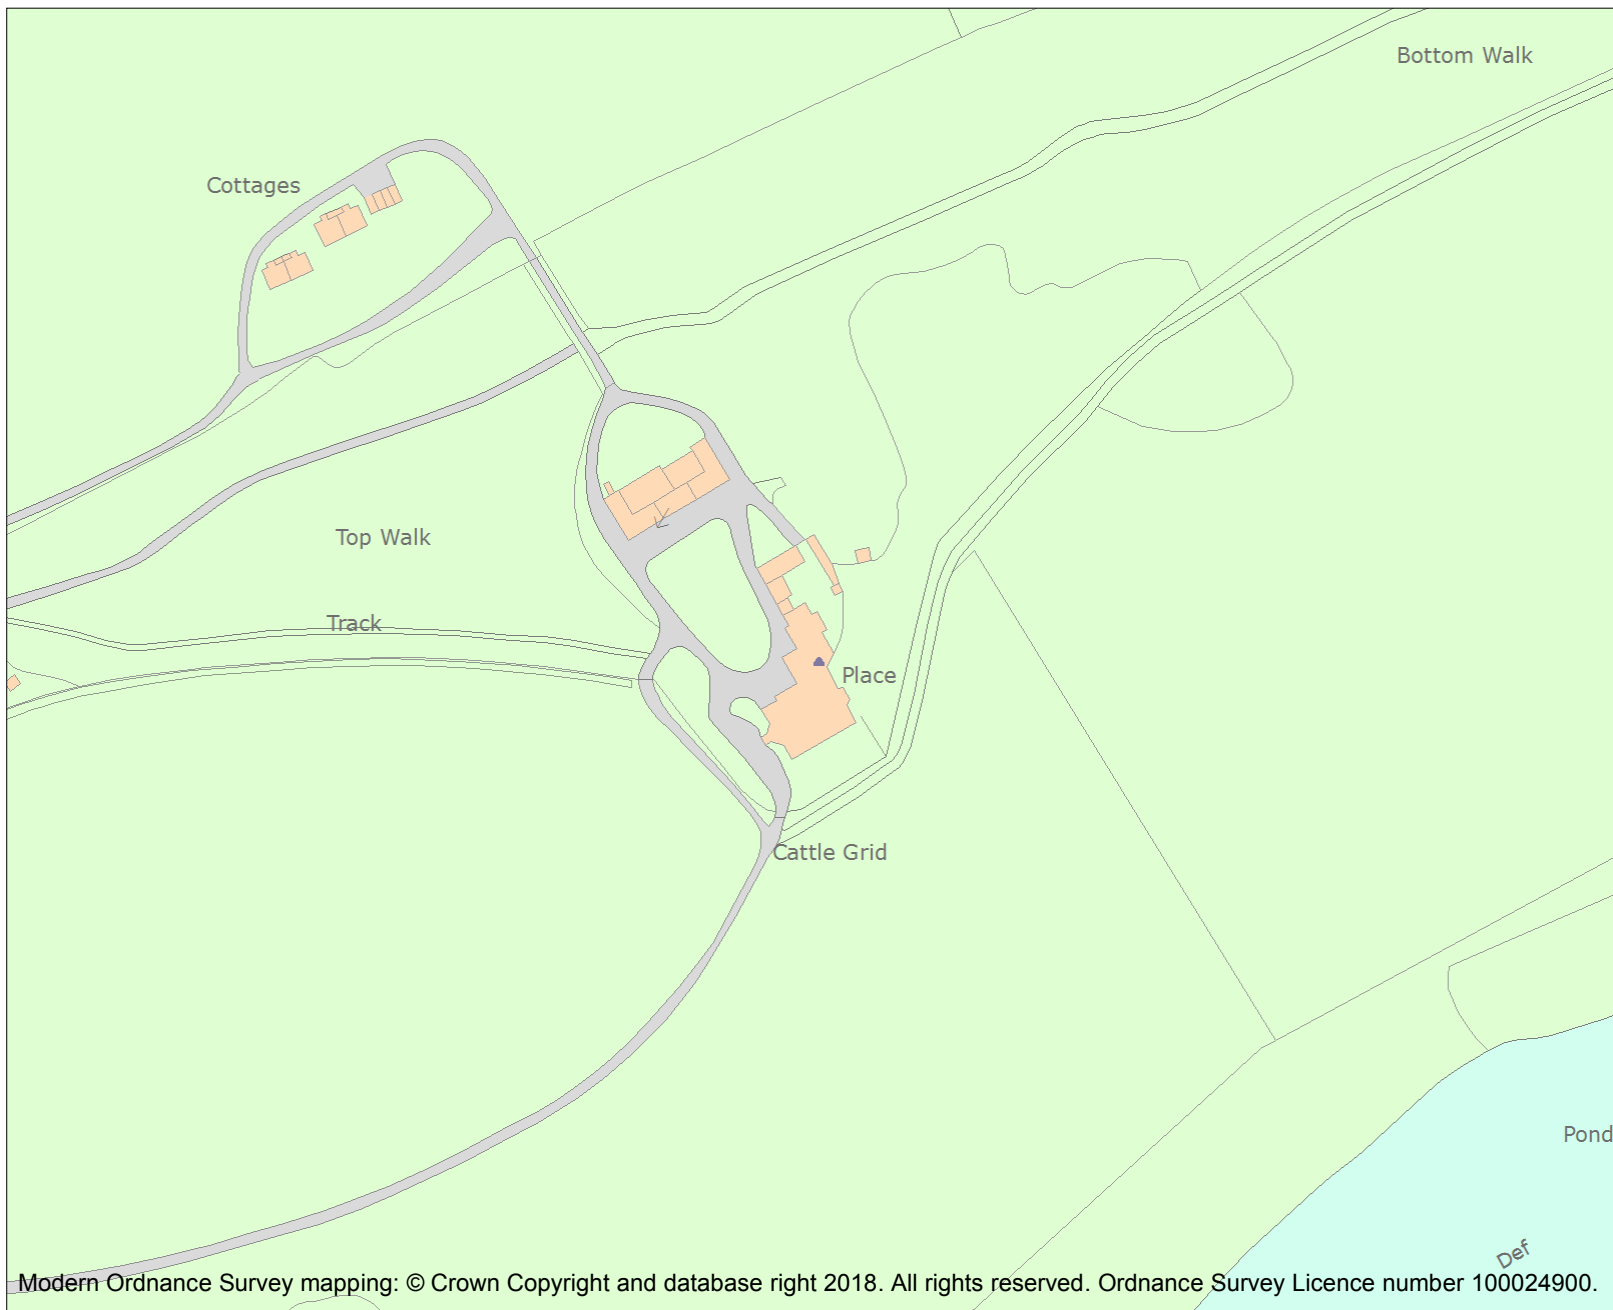 Bottom Walk
Cottages
Top Walk
Track
Place
Cattle Grid
Pond
Def
Modern Ordnance Survey mapping: © Crown Copyright and database right 2018. All rights reserved. Ordnance Survey Licence number 100024900.